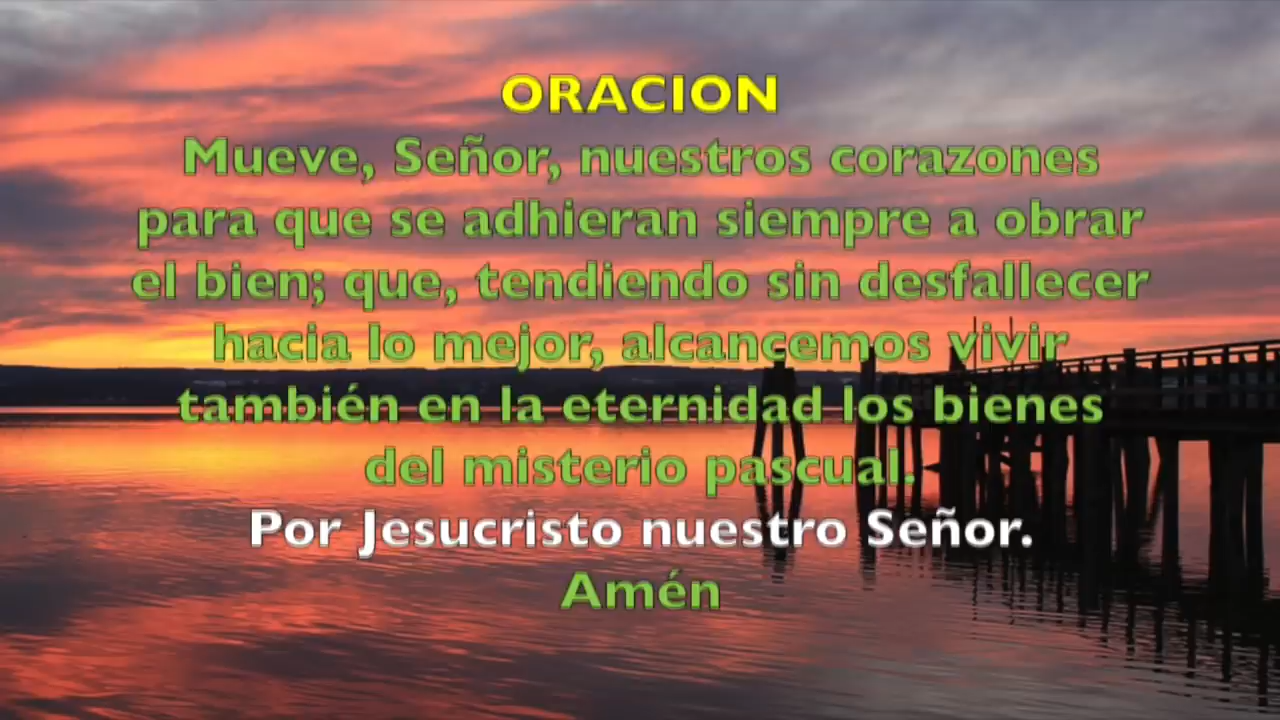 ORACION
Mueve, Señor, nuestros corazones
para que se adhieran siempre a obrar
el bien; que, tendiendo sin desfallecer
hacia lo mejor, alcancemos vivir
también en la eternidad los bienes
del misterio pascual.
Por Jesucristo nuestro Señor.
Amén